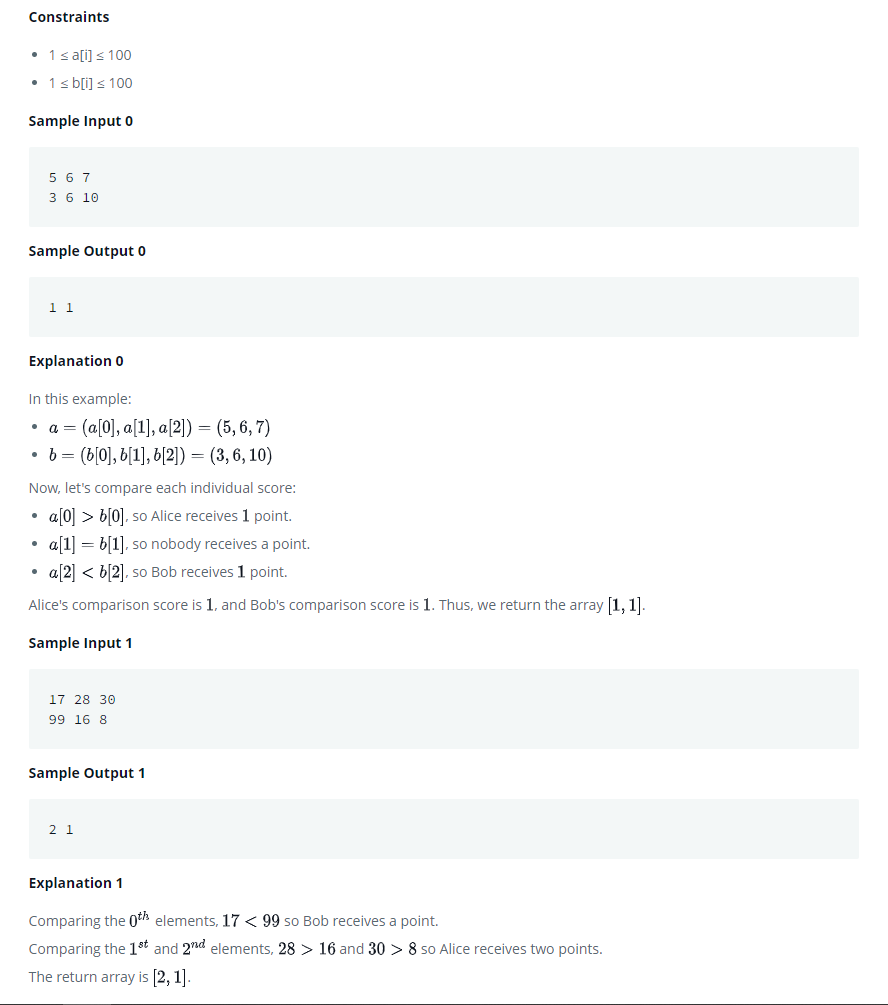 Constraints
• 1 ≤ a[i] ≤ 100
• 1 ≤ b[i] ≤ 100
Sample Input 0
5 6 7
3 6 10
Sample Output 0
1 1
Explanation 0
In this example:
• a = (a[0], a[1], a[2]) = (5, 6, 7)
• b = (b[0], b[1], b[2]) = (3, 6, 10)
Now, let's compare each individual score:
• a[0] > b[0], so Alice receives 1 point.
• a[1] = b[1], so nobody receives a point.
• a[2] < b[2], so Bob receives 1 point.
Alice's comparison score is 1, and Bob's comparison score is 1. Thus, we return the array [1, 1].
Sample Input 1
17 28 30
99 16 8
Sample Output 1
2 1
Explanation 1
Comparing the 0th elements, 17 < 99 so Bob receives a point.
Comparing the 1st and 2nd elements, 28 > 16 and 30 > 8 so Alice receives two points.
The return array is [2, 1].